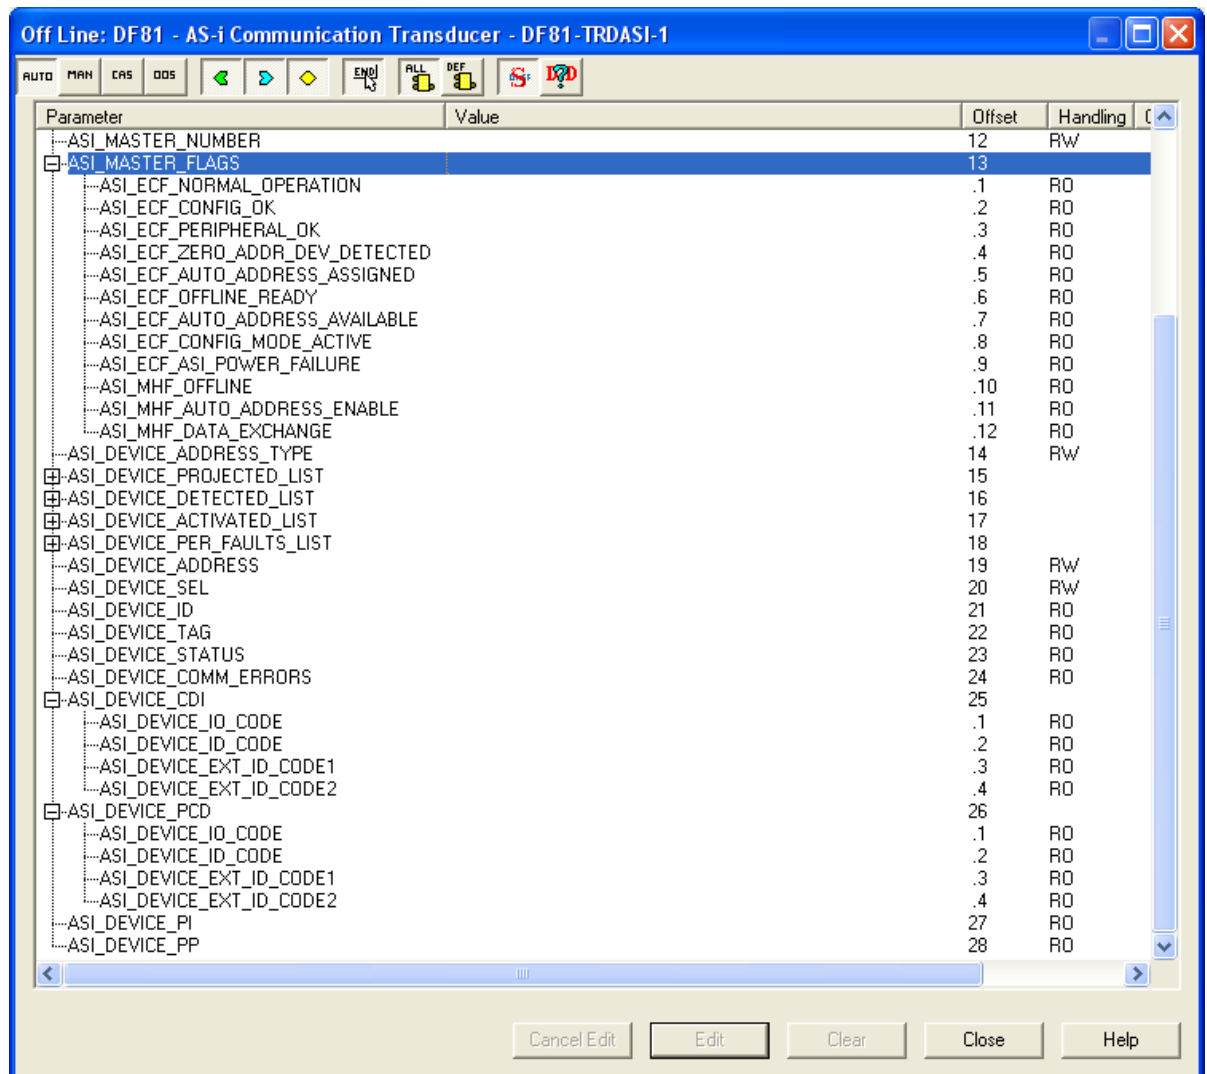 Off Line: DF81 - AS-i Communication Transducer - DF81-TRDASI-1
AUTO MAN CAS OOS END ALL DEF
Parameter Value Offset Handling
ASI_MASTER_NUMBER 12 RW
ASI_MASTER_FLAGS 13
ASI_ECF_NORMAL_OPERATION .1 RO
ASI_ECF_CONFIG_OK .2 RO
ASI_ECF_PERIPHERAL_OK .3 RO
ASI_ECF_ZERO_ADDR_DEV_DETECTED .4 RO
ASI_ECF_AUTO_ADDRESS_ASSIGNED .5 RO
ASI_ECF_OFFLINE_READY .6 RO
ASI_ECF_AUTO_ADDRESS_AVAILABLE .7 RO
ASI_ECF_CONFIG_MODE_ACTIVE .8 RO
ASI_ECF_ASI_POWER_FAILURE .9 RO
ASI_MHF_OFFLINE .10 RO
ASI_MHF_AUTO_ADDRESS_ENABLE .11 RO
ASI_MHF_DATA_EXCHANGE .12 RO
ASI_DEVICE_ADDRESS_TYPE 14 RW
ASI_DEVICE_PROJECTED_LIST 15
ASI_DEVICE_DETECTED_LIST 16
ASI_DEVICE_ACTIVATED_LIST 17
ASI_DEVICE_PER_FAULTS_LIST 18
ASI_DEVICE_ADDRESS 19 RW
ASI_DEVICE_SEL 20 RW
ASI_DEVICE_ID 21 RO
ASI_DEVICE_TAG 22 RO
ASI_DEVICE_STATUS 23 RO
ASI_DEVICE_COMM_ERRORS 24 RO
ASI_DEVICE_CDI 25
ASI_DEVICE_IO_CODE .1 RO
ASI_DEVICE_ID_CODE .2 RO
ASI_DEVICE_EXT_ID_CODE1 .3 RO
ASI_DEVICE_EXT_ID_CODE2 .4 RO
ASI_DEVICE_PCD 26
ASI_DEVICE_IO_CODE .1 RO
ASI_DEVICE_ID_CODE .2 RO
ASI_DEVICE_EXT_ID_CODE1 .3 RO
ASI_DEVICE_EXT_ID_CODE2 .4 RO
ASI_DEVICE_PI 27 RO
ASI_DEVICE_PP 28 RO
Cancel Edit Edit Clear Close Help